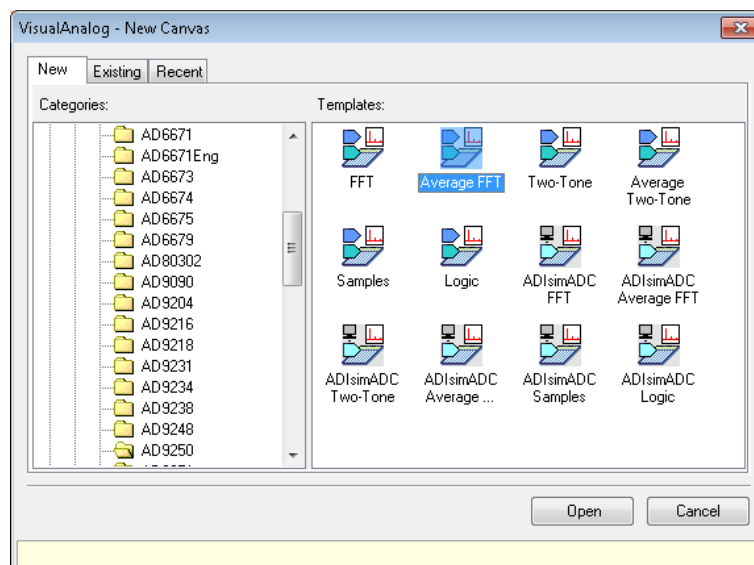 VisualAnalog - New Canvas
New
Existing
Recent
Categories:
AD6671
AD6671Eng
AD6673
AD6674
AD6675
AD6679
AD80302
AD9090
AD9204
AD9216
AD9218
AD9231
AD9234
AD9238
AD9248
AD9250
Templates:
FFT
Average FFT
Two-Tone
Average
Two-Tone
Samples
Logic
ADIsimADC
FFT
ADIsimADC
Average FFT
ADIsimADC
Two-Tone
ADIsimADC
Average ...
ADIsimADC
Samples
ADIsimADC
Logic
Open
Cancel